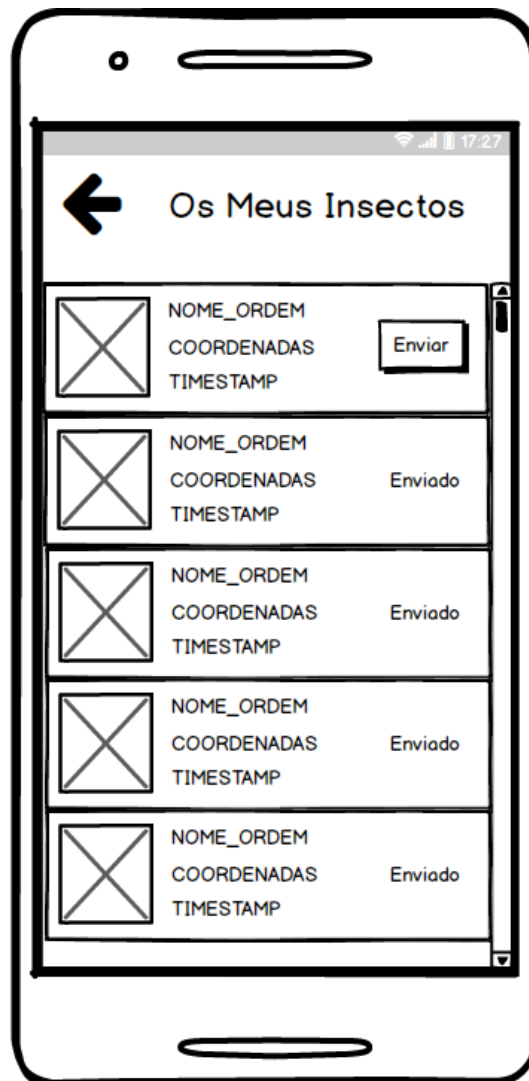 17:27
Os Meus Insectos
NOME_ORDEM
COORDENADAS
TIMESTAMP
Enviar
NOME_ORDEM
COORDENADAS
TIMESTAMP
Enviado
NOME_ORDEM
COORDENADAS
TIMESTAMP
Enviado
NOME_ORDEM
COORDENADAS
TIMESTAMP
Enviado
NOME_ORDEM
COORDENADAS
TIMESTAMP
Enviado